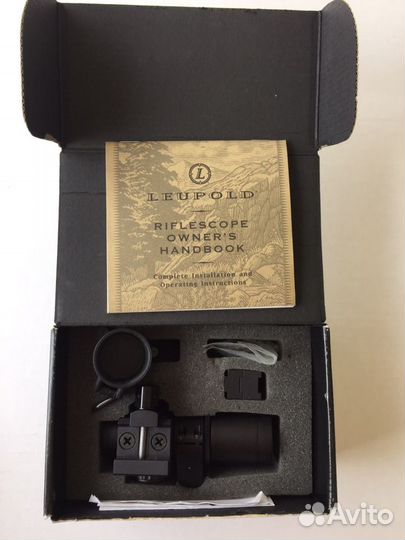 L
LEUPOLD®
RIFLESCOPE
OWNER'S
HANDBOOK
Complete Installation and
Operating Instructions
Avito